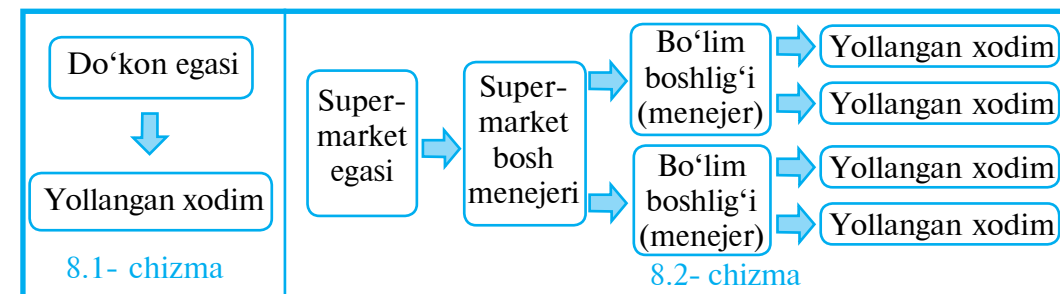 Do‘kon egasi
Yollangan xodim
8.1- chizma
Super-
market
egasi
Super-
market
bosh
menejeri
Bo‘lim
boshlig‘i
(menejer)
Yollangan xodim
Yollangan xodim
Bo‘lim
boshlig‘i
(menejer)
Yollangan xodim
Yollangan xodim
8.2- chizma